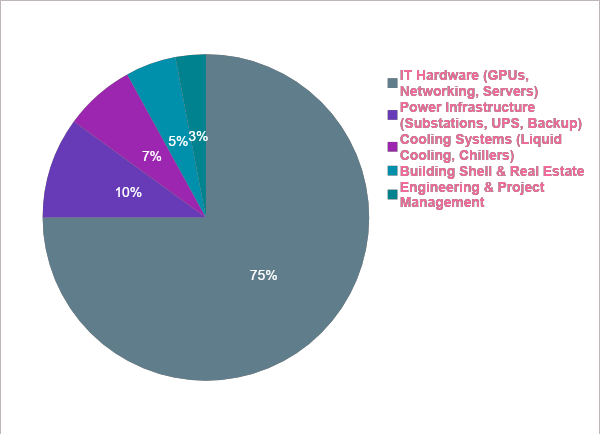 IT Hardware (GPUs,
Networking, Servers)
Power Infrastructure
(Substations, UPS, Backup)
Cooling Systems (Liquid
Cooling, Chillers)
Building Shell & Real Estate
Engineering & Project
Management
3%
5%
7%
10%
75%